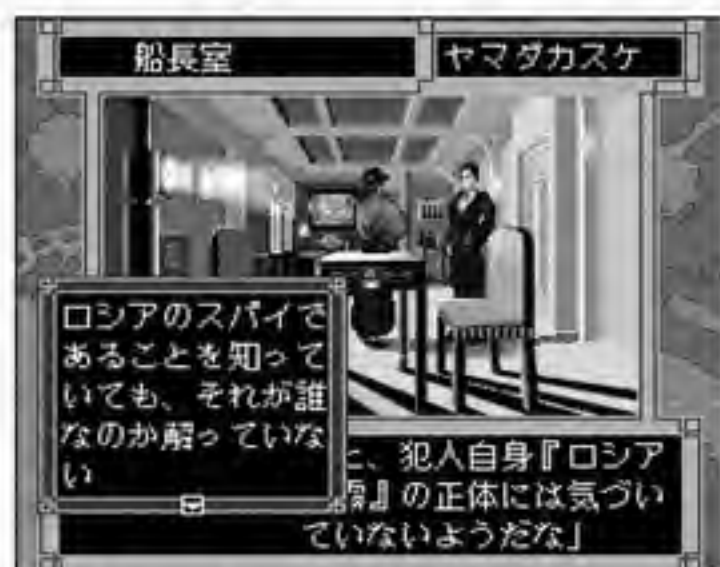 船長室
ヤマダカスケ
ロシアのスパイで
あることを知って
いても、それが誰
なのか解っていな
い
と、犯人自身『ロシア
』の正体には気づい
ていないようだな」